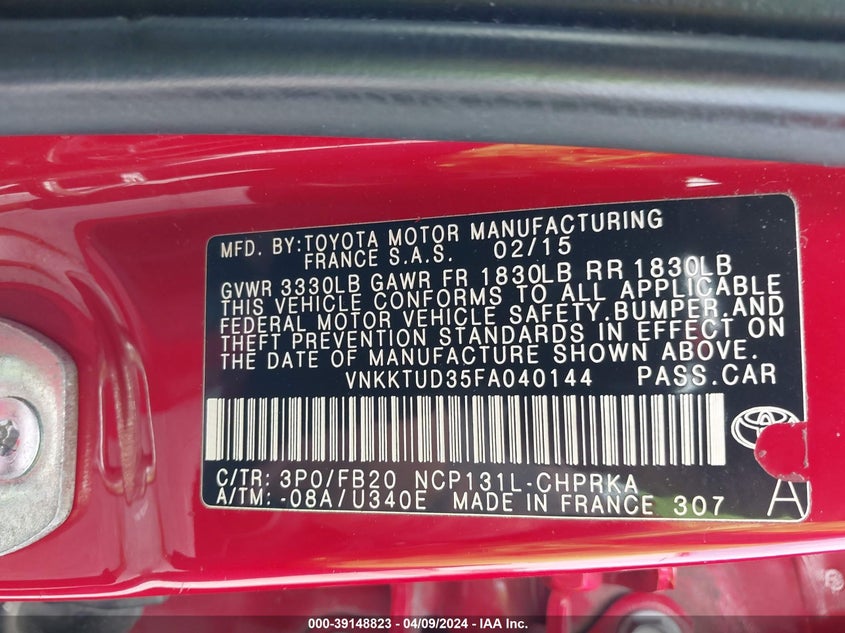 MFD. BY:TOYOTA MOTOR MANUFACTURING
FRANCE S.A.S. 02/15
GVWR 3330LB GAWR FR 1830LB RR 1830LB
THIS VEHICLE CONFORMS TO ALL APPLICABLE
FEDERAL MOTOR VEHICLE SAFETY,BUMPER,AND
THEFT PREVENTION STANDARDS IN EFFECT ON
THE DATE OF MANUFACTURE SHOWN ABOVE.
VNKKTUD35FA040144 PASS.CAR
C/TR: 3P0/FB20 NCP131L-CHPRKA
A/TM: -08A/U340E MADE IN FRANCE 307 A
000-39148823 - 04/09/2024 - IAA Inc.